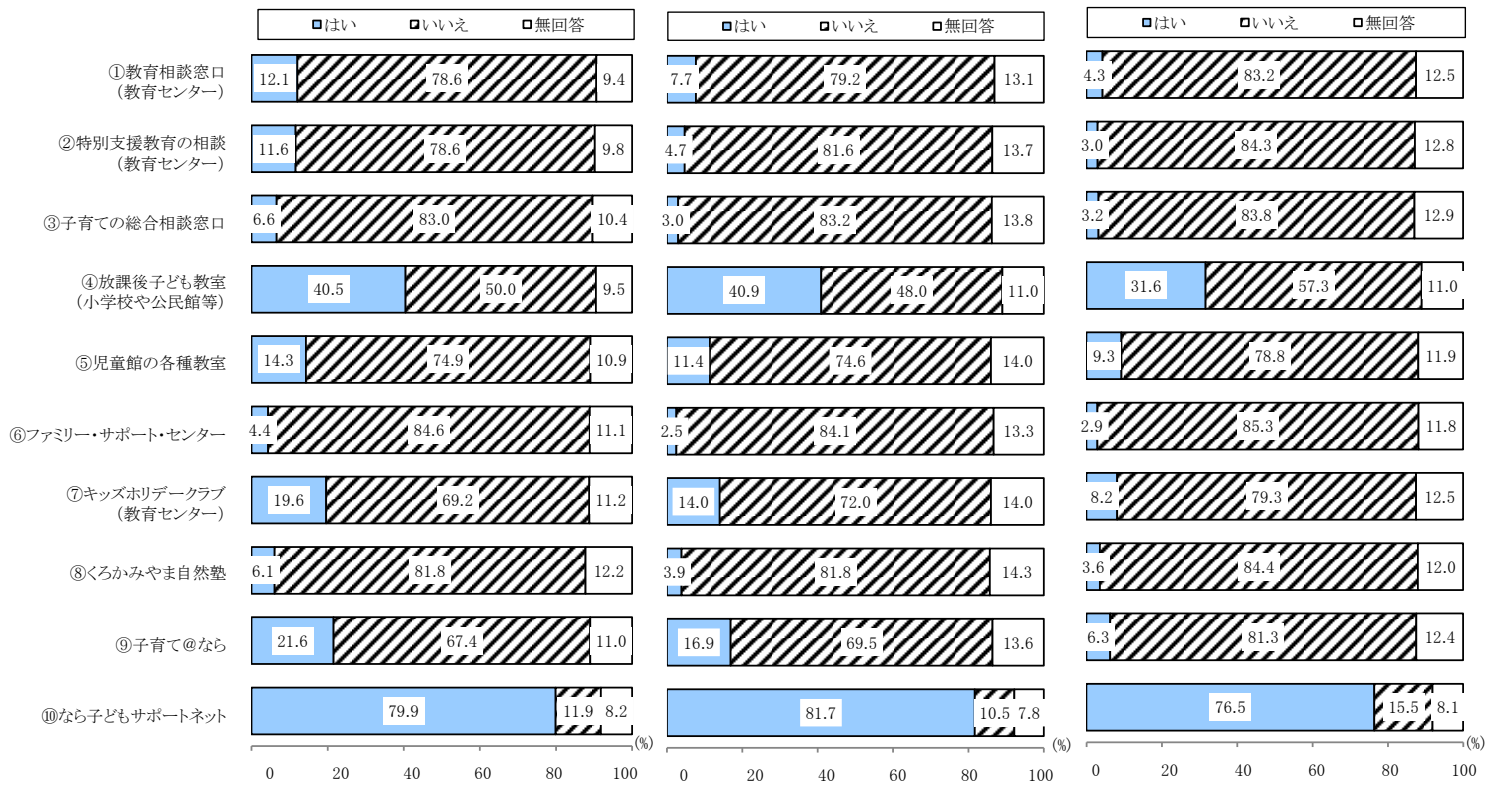 はい いいえ 無回答 はい いいえ 無回答 はい いいえ 無回答
①教育相談窓口
（教育センター）
12.1 78.6 9.4 7.7 79.2 13.1 4.3 83.2 12.5
②特別支援教育の相談
（教育センター）
11.6 78.6 9.8 4.7 81.6 13.7 3.0 84.3 12.8
③子育ての総合相談窓口
6.6 83.0 10.4 3.0 83.2 13.8 3.2 83.8 12.9
④放課後子ども教室
（小学校や公民館等）
40.5 50.0 9.5 40.9 48.0 11.0 31.6 57.3 11.0
⑤児童館の各種教室
14.3 74.9 10.9 11.4 74.6 14.0 9.3 78.8 11.9
⑥ファミリー・サポート・センター
4.4 84.6 11.1 2.5 84.1 13.3 2.9 85.3 11.8
⑦キッズホリデークラブ
（教育センター）
19.6 69.2 11.2 14.0 72.0 14.0 8.2 79.3 12.5
⑧くろかみやま自然塾
6.1 81.8 12.2 3.9 81.8 14.3 3.6 84.4 12.0
⑨子育て@なら
21.6 67.4 11.0 16.9 69.5 13.6 6.3 81.3 12.4
⑩なら子どもサポートネット
79.9 11.9 8.2 81.7 10.5 7.8 76.5 15.5 8.1
(%) (%) (%)
0 20 40 60 80 100 0 20 40 60 80 100 0 20 40 60 80 100